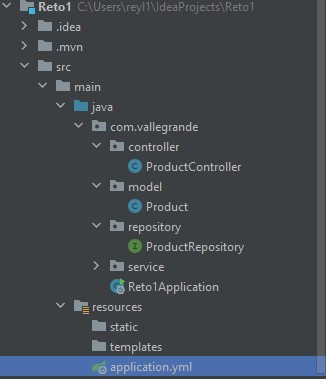 Reto1 C:\Users\reyl1\IdeaProjects\Reto1
.idea
.mvn
src
main
java
com.vallegrande
controller
C ProductController
model
C Product
repository
I ProductRepository
service
Reto1Application
resources
static
templates
application.yml